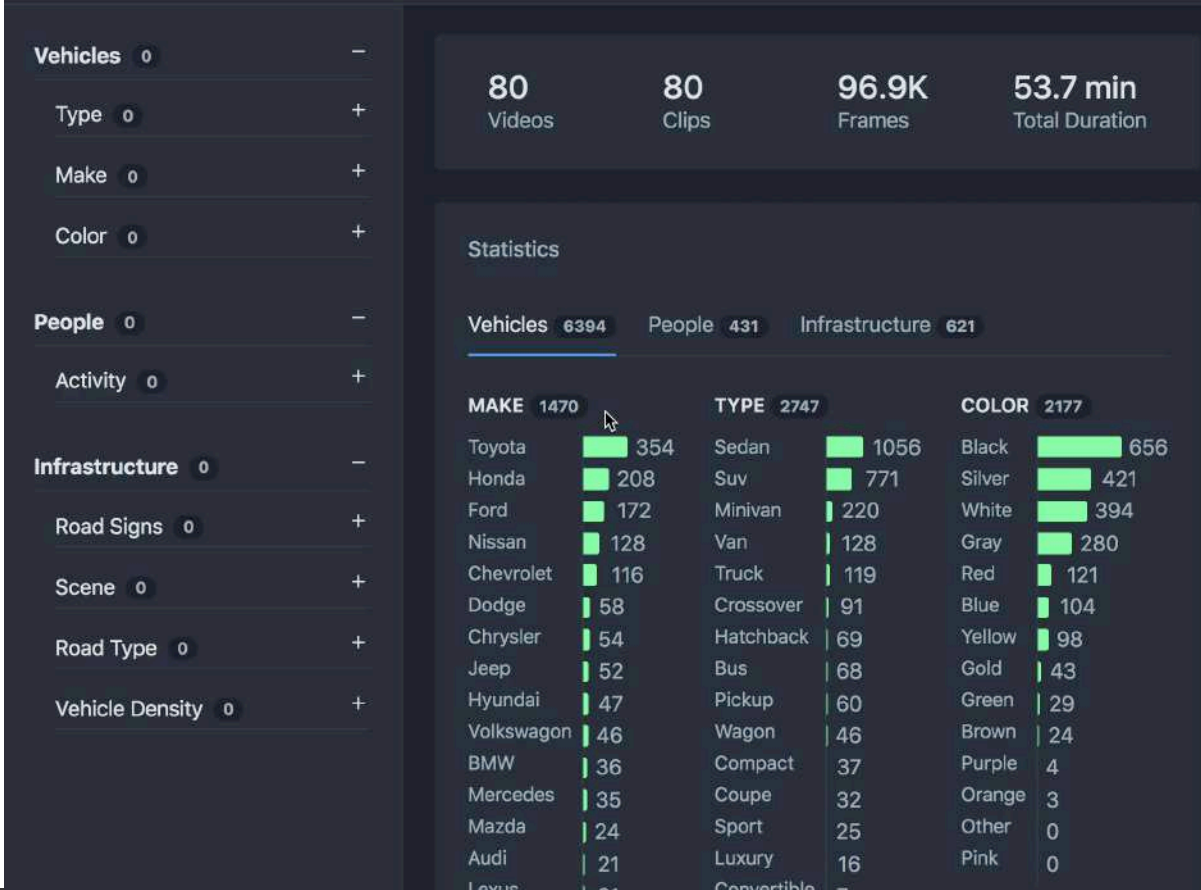 Vehicles 0 −
Type 0 +
Make 0 +
Color 0 +
People 0 −
Activity 0 +
Infrastructure 0 −
Road Signs 0 +
Scene 0 +
Road Type 0 +
Vehicle Density 0 +
80 80 96.9K 53.7 min
Videos Clips Frames Total Duration
Statistics
Vehicles 6394 People 431 Infrastructure 621
MAKE 1470 TYPE 2747 COLOR 2177
Toyota 354 Sedan 1056 Black 656
Honda 208 Suv 771 Silver 421
Ford 172 Minivan 220 White 394
Nissan 128 Van 128 Gray 280
Chevrolet 116 Truck 119 Red 121
Dodge 58 Crossover 91 Blue 104
Chrysler 54 Hatchback 69 Yellow 98
Jeep 52 Bus 68 Gold 43
Hyundai 47 Pickup 60 Green 29
Volkswagon 46 Wagon 46 Brown 24
BMW 36 Compact 37 Purple 4
Mercedes 35 Coupe 32 Orange 3
Mazda 24 Sport 25 Other 0
Audi 21 Luxury 16 Pink 0
Lexus Convertible